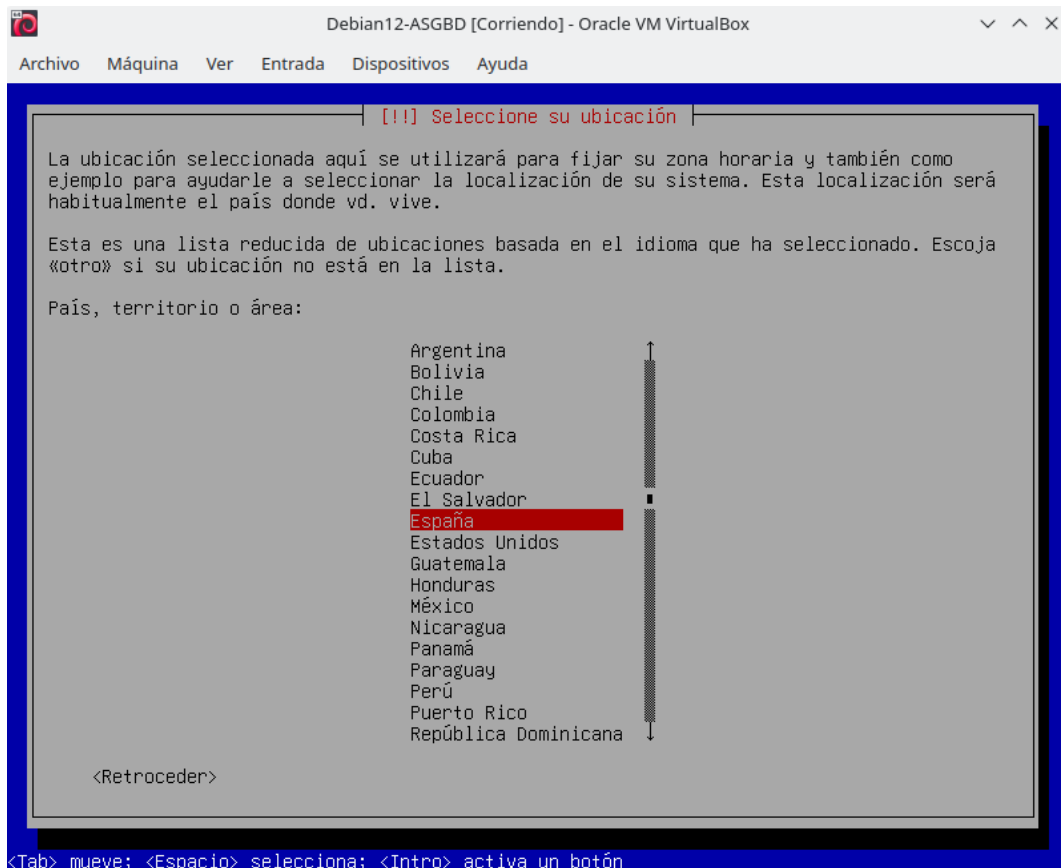 Debian12-ASGBD [Corriendo] - Oracle VM VirtualBox
Archivo Máquina Ver Entrada Dispositivos Ayuda
[!!] Seleccione su ubicación
La ubicación seleccionada aquí se utilizará para fijar su zona horaria y también como
ejemplo para ayudarle a seleccionar la localización de su sistema. Esta localización será
habitualmente el país donde vd. vive.
Esta es una lista reducida de ubicaciones basada en el idioma que ha seleccionado. Escoja
«otro» si su ubicación no está en la lista.
País, territorio o área:
Argentina
Bolivia
Chile
Colombia
Costa Rica
Cuba
Ecuador
El Salvador
España
Estados Unidos
Guatemala
Honduras
México
Nicaragua
Panamá
Paraguay
Perú
Puerto Rico
República Dominicana
<Retroceder>
<Tab> mueve; <Espacio> selecciona; <Intro> activa un botón